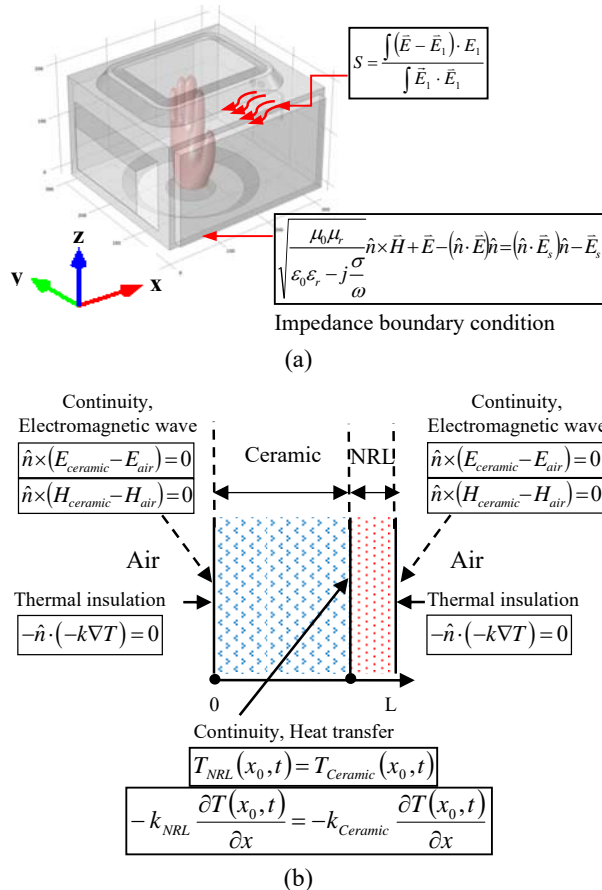 S = ∫(E⃗ − E⃗₁)·E₁ / ∫E⃗₁·E⃗₁
√(μ₀μᵣ / (ε₀εᵣ − j σ/ω)) n̂×H⃗+E⃗−(n̂·E⃗)n̂=(n̂·E⃗ₛ)n̂−E⃗ₛ
z
y
x
Impedance boundary condition
(a)
Continuity,
Electromagnetic wave
n̂×(E_ceramic−E_air)=0
n̂×(H_ceramic−H_air)=0
Ceramic
NRL
Continuity,
Electromagnetic wave
n̂×(E_ceramic−E_air)=0
n̂×(H_ceramic−H_air)=0
Air
Air
Thermal insulation
−n̂·(−k∇T)=0
Thermal insulation
−n̂·(−k∇T)=0
0
L
Continuity, Heat transfer
T_NRL(x₀,t)=T_Ceramic(x₀,t)
−k_NRL ∂T(x₀,t)/∂x = −k_Ceramic ∂T(x₀,t)/∂x
(b)